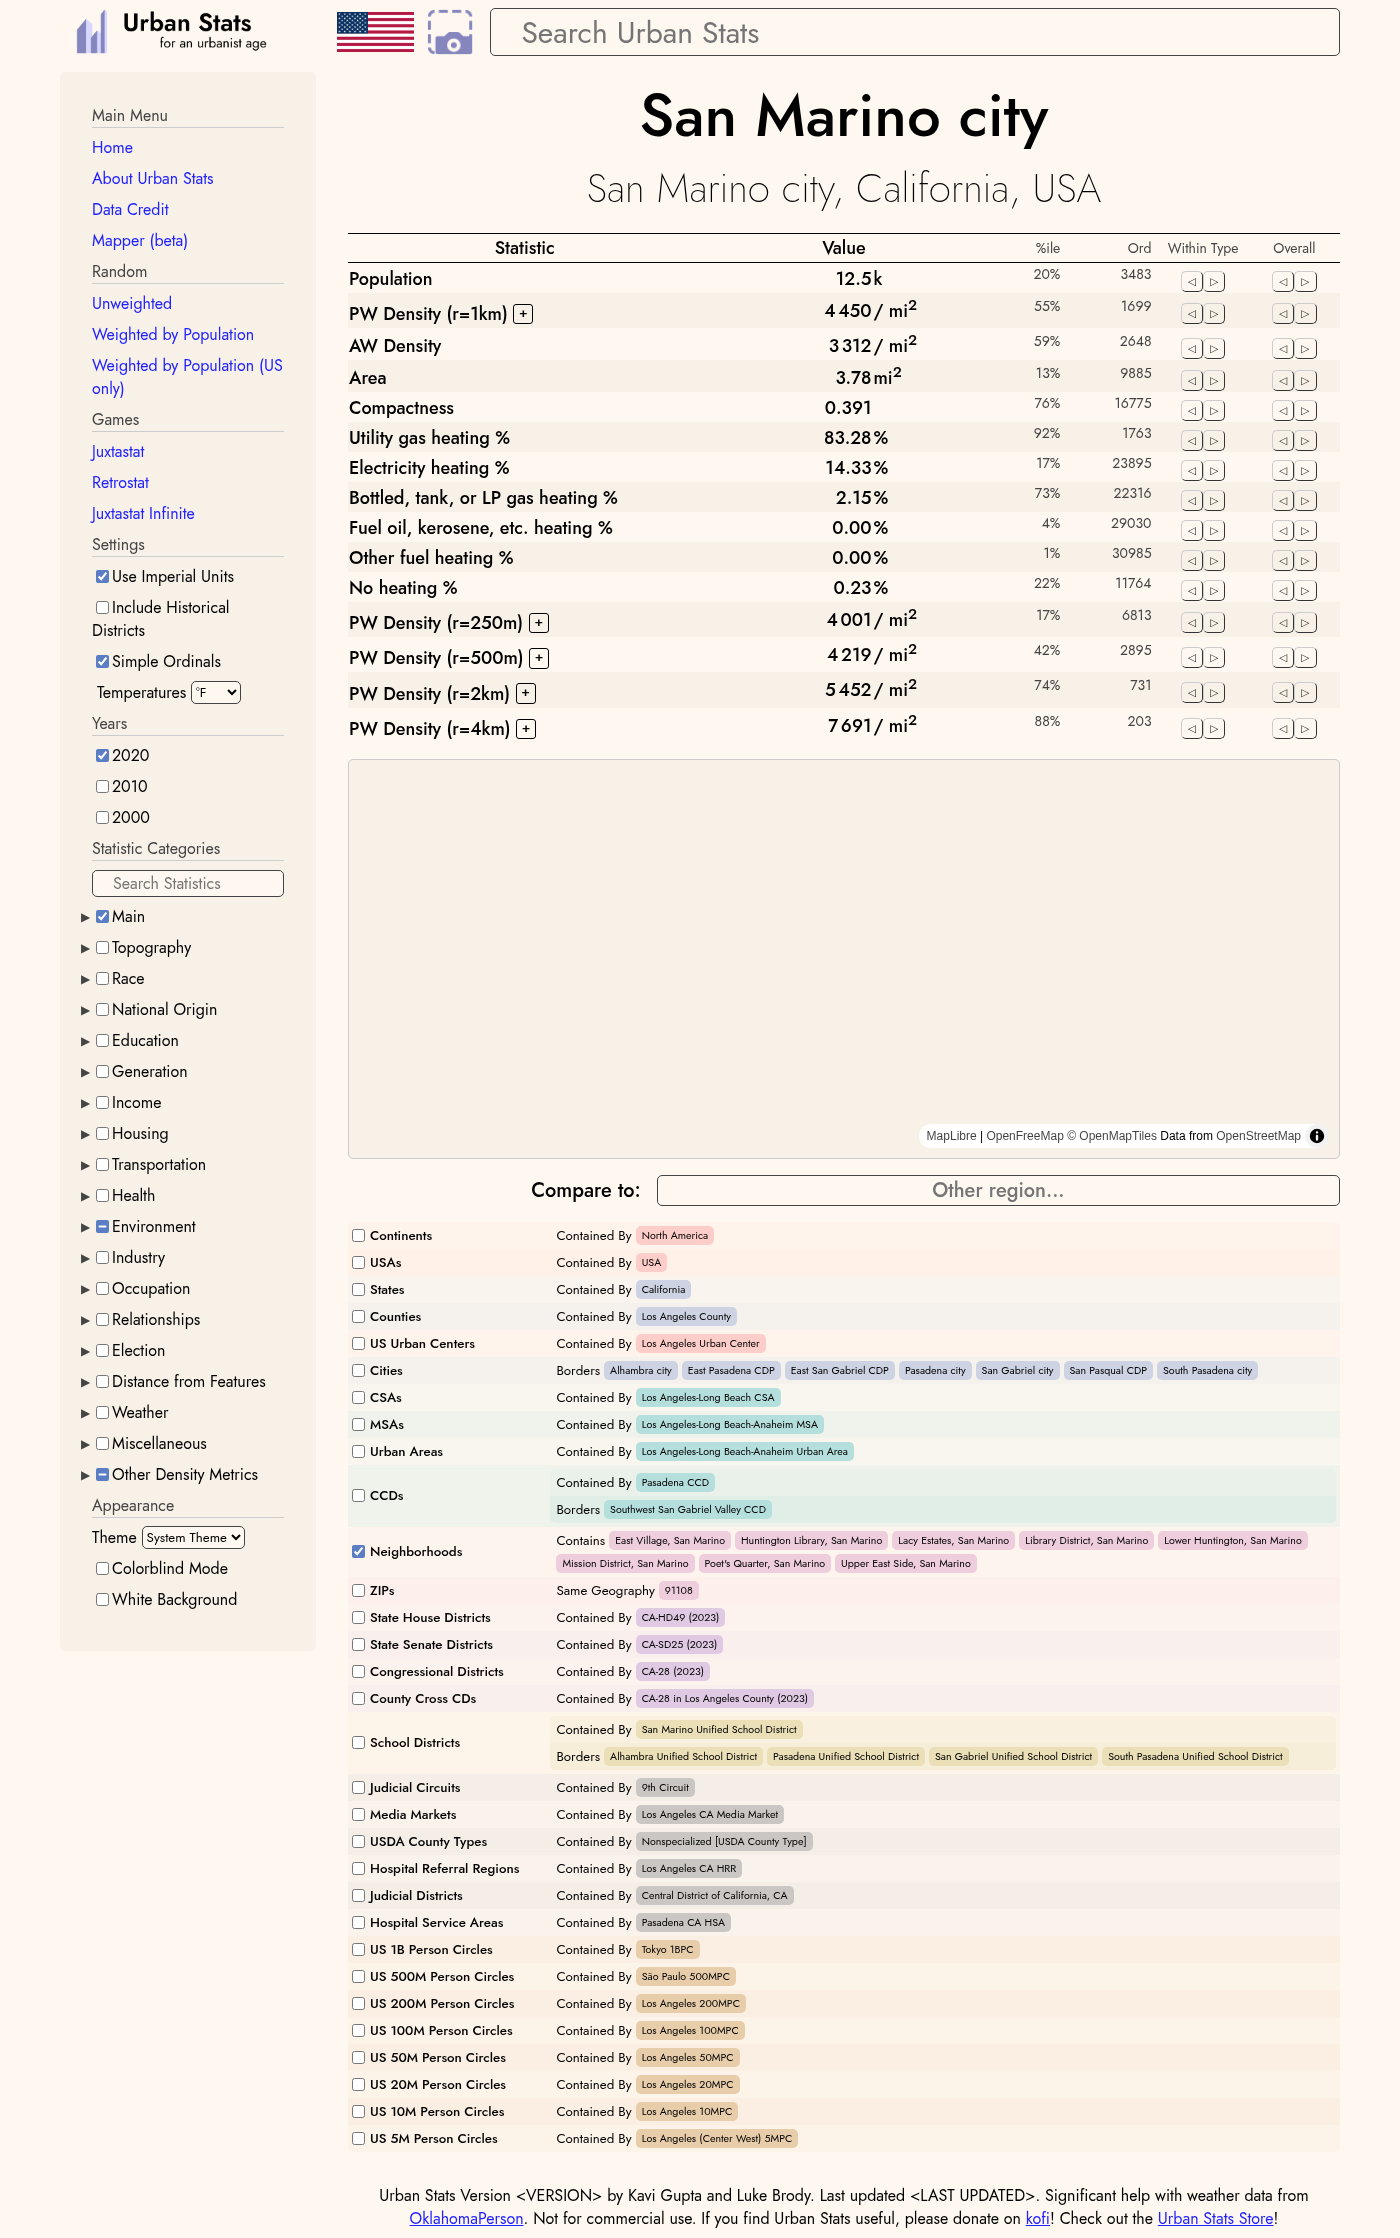 Urban Stats
for an urbanist age
Search Urban Stats
Main Menu
Home
About Urban Stats
Data Credit
Mapper (beta)
Random
Unweighted
Weighted by Population
Weighted by Population (US
only)
Games
Juxtastat
Retrostat
Juxtastat Infinite
Settings
Use Imperial Units
Include Historical
Districts
Simple Ordinals
Temperatures °F
Years
2020
2010
2000
Statistic Categories
Search Statistics
Main
Topography
Race
National Origin
Education
Generation
Income
Housing
Transportation
Health
Environment
Industry
Occupation
Relationships
Election
Distance from Features
Weather
Miscellaneous
Other Density Metrics
Appearance
Theme System Theme
Colorblind Mode
White Background
San Marino city
San Marino city, California, USA
Statistic Value %ile Ord Within Type Overall
Population 12.5k 20% 3483
PW Density (r=1km) + 4 450 / mi² 55% 1699
AW Density 3 312 / mi² 59% 2648
Area 3.78 mi² 13% 9885
Compactness 0.391 76% 16775
Utility gas heating % 83.28% 92% 1763
Electricity heating % 14.33% 17% 23895
Bottled, tank, or LP gas heating % 2.15% 73% 22316
Fuel oil, kerosene, etc. heating % 0.00% 4% 29030
Other fuel heating % 0.00% 1% 30985
No heating % 0.23% 22% 11764
PW Density (r=250m) + 4 001 / mi² 17% 6813
PW Density (r=500m) + 4 219 / mi² 42% 2895
PW Density (r=2km) + 5 452 / mi² 74% 731
PW Density (r=4km) + 7 691 / mi² 88% 203
MapLibre | OpenFreeMap © OpenMapTiles Data from OpenStreetMap
Compare to: Other region...
Continents Contained By North America
USAs Contained By USA
States Contained By California
Counties Contained By Los Angeles County
US Urban Centers Contained By Los Angeles Urban Center
Cities Borders Alhambra city East Pasadena CDP East San Gabriel CDP Pasadena city San Gabriel city San Pasqual CDP South Pasadena city
CSAs Contained By Los Angeles-Long Beach CSA
MSAs Contained By Los Angeles-Long Beach-Anaheim MSA
Urban Areas Contained By Los Angeles-Long Beach-Anaheim Urban Area
CCDs Contained By Pasadena CCD
Borders Southwest San Gabriel Valley CCD
Neighborhoods Contains East Village, San Marino Huntington Library, San Marino Lacy Estates, San Marino Library District, San Marino Lower Huntington, San Marino
Mission District, San Marino Poet's Quarter, San Marino Upper East Side, San Marino
ZIPs Same Geography 91108
State House Districts Contained By CA-HD49 (2023)
State Senate Districts Contained By CA-SD25 (2023)
Congressional Districts Contained By CA-28 (2023)
County Cross CDs Contained By CA-28 in Los Angeles County (2023)
School Districts Contained By San Marino Unified School District
Borders Alhambra Unified School District Pasadena Unified School District San Gabriel Unified School District South Pasadena Unified School District
Judicial Circuits Contained By 9th Circuit
Media Markets Contained By Los Angeles CA Media Market
USDA County Types Contained By Nonspecialized [USDA County Type]
Hospital Referral Regions Contained By Los Angeles CA HRR
Judicial Districts Contained By Central District of California, CA
Hospital Service Areas Contained By Pasadena CA HSA
US 1B Person Circles Contained By Tokyo 1BPC
US 500M Person Circles Contained By São Paulo 500MPC
US 200M Person Circles Contained By Los Angeles 200MPC
US 100M Person Circles Contained By Los Angeles 100MPC
US 50M Person Circles Contained By Los Angeles 50MPC
US 20M Person Circles Contained By Los Angeles 20MPC
US 10M Person Circles Contained By Los Angeles 10MPC
US 5M Person Circles Contained By Los Angeles (Center West) 5MPC
Urban Stats Version <VERSION> by Kavi Gupta and Luke Brody. Last updated <LAST UPDATED>. Significant help with weather data from
OklahomaPerson. Not for commercial use. If you find Urban Stats useful, please donate on kofi! Check out the Urban Stats Store!